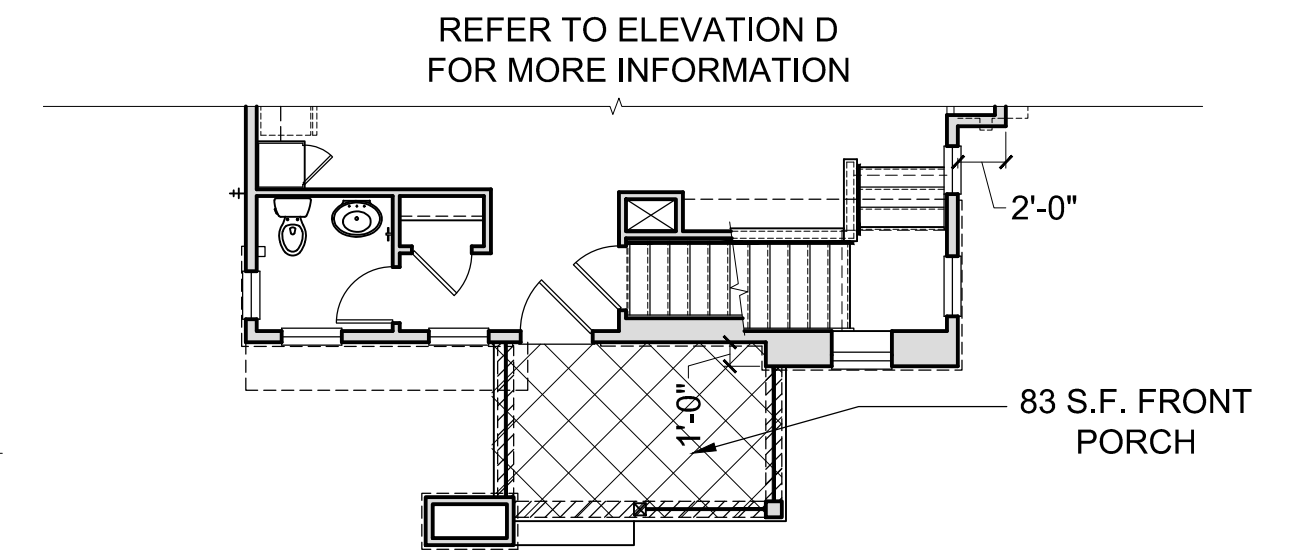 REFER TO ELEVATION D
FOR MORE INFORMATION
2'-0"
1'-0"
83 S.F. FRONT
PORCH